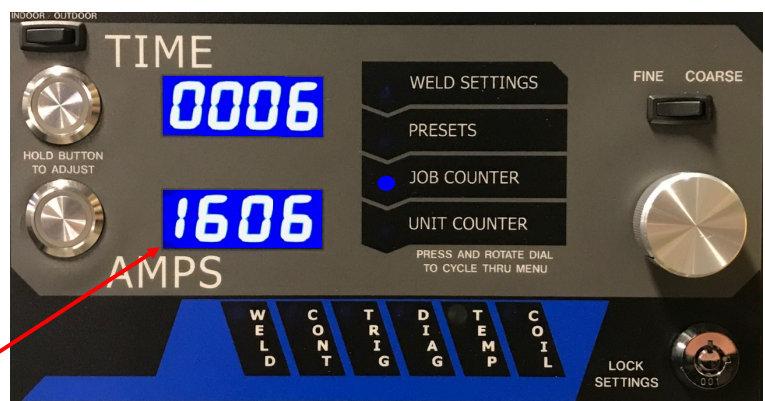 INDOOR / OUTDOOR
TIME
0006
HOLD BUTTON
TO ADJUST
1606
AMPS
WELD SETTINGS
PRESETS
JOB COUNTER
UNIT COUNTER
PRESS AND ROTATE DIAL
TO CYCLE THRU MENU
FINE COARSE
WELD
CONT
TRIG
DIAG
TEMP
COIL
LOCK
SETTINGS
001